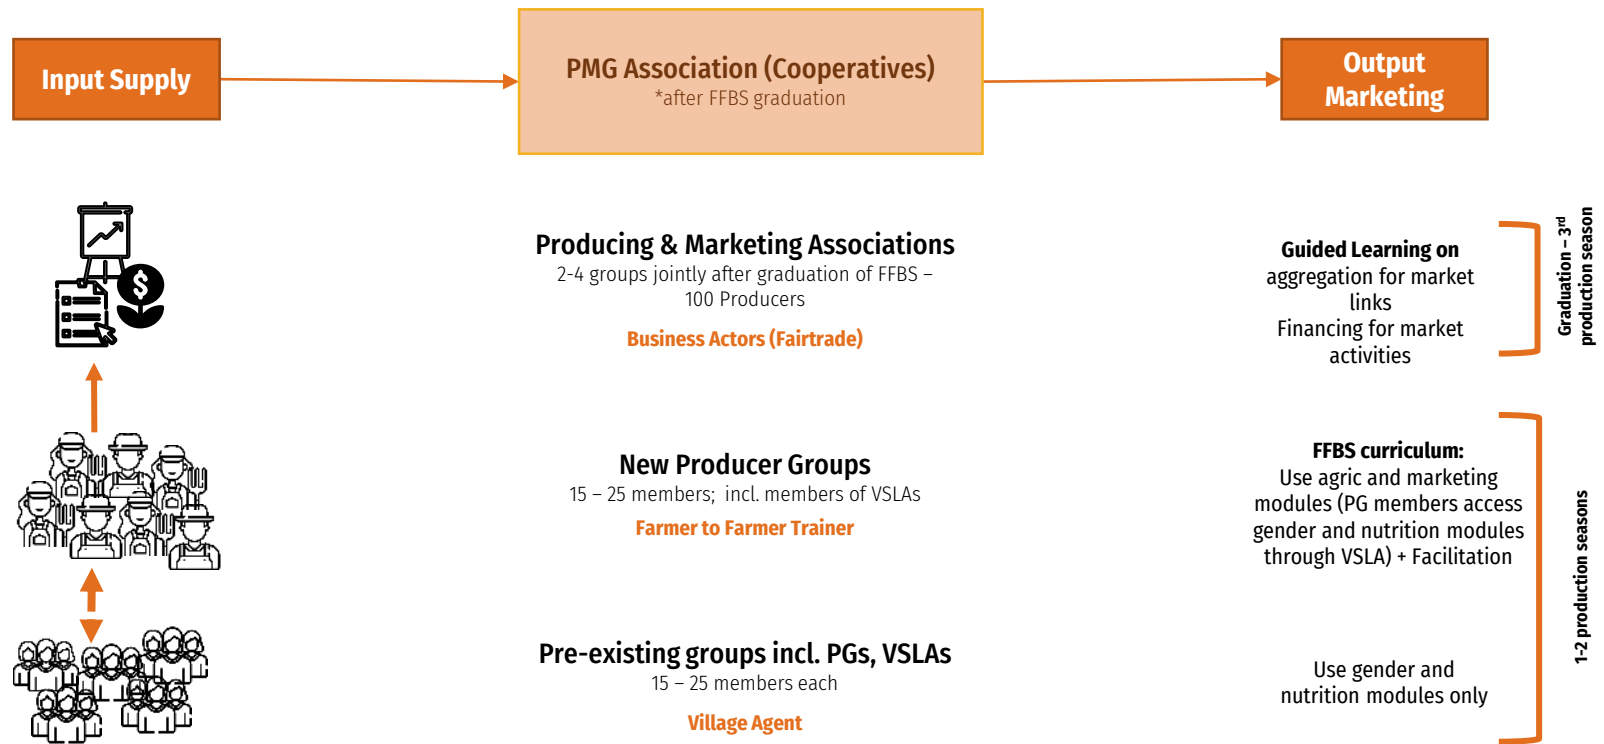 Input Supply
PMG Association (Cooperatives)
*after FFBS graduation
Output
Marketing
Producing & Marketing Associations
2-4 groups jointly after graduation of FFBS –
100 Producers
Business Actors (Fairtrade)
Guided Learning on
aggregation for market
links
Financing for market
activities
Graduation – 3rd
production season
New Producer Groups
15 – 25 members; incl. members of VSLAs
Farmer to Farmer Trainer
FFBS curriculum:
Use agric and marketing
modules (PG members access
gender and nutrition modules
through VSLA) + Facilitation
1-2 production seasons
Pre-existing groups incl. PGs, VSLAs
15 – 25 members each
Village Agent
Use gender and
nutrition modules only